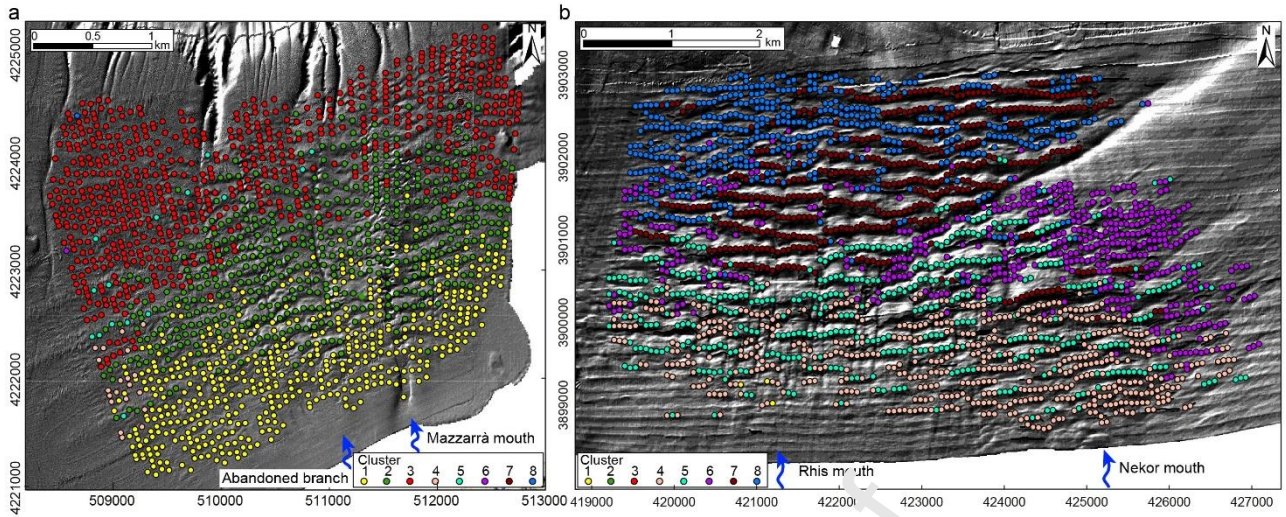 a
b
0 0.5 1
km
N
0 1 2
km
N
4225000
4224000
4223000
4222000
4221000
3903000
3902000
3901000
3900000
3899000
Mazzarrà mouth
Abandoned branch
Cluster
1 2 3 4 5 6 7 8
Rhis mouth
Nekor mouth
Cluster
1 2 3 4 5 6 7 8
509000 510000 511000 512000 513000
419000 420000 421000 422000 423000 424000 425000 426000 427000
f